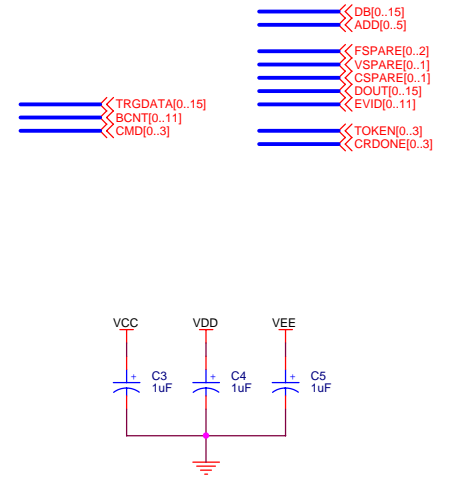 DB[0..15]
ADD[0..5]
FSPARE[0..2]
VSPARE[0..1]
CSPARE[0..1]
DOUT[0..15]
EVID[0..11]
TRGDATA[0..15]
BCNT[0..11]
CMD[0..3]
TOKEN[0..3]
CRDONE[0..3]
VCC VDD VEE
+ C3 + C4 + C5
1uF 1uF 1uF